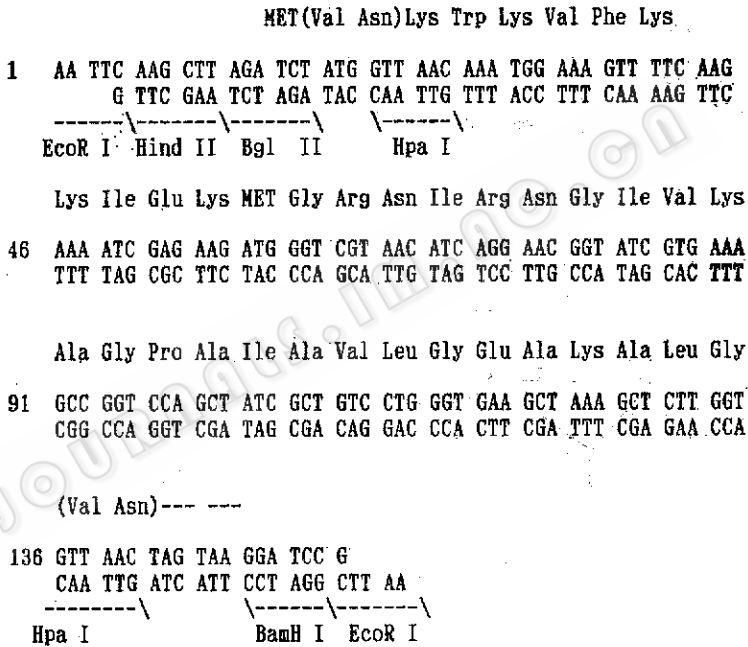 MET(Val Asn)Lys Trp Lys Val Phe Lys
1 AA TTC AAG CTT AGA TCT ATG GTT AAC AAA TGG AAA GTT TTC AAG
G TTC GAA TCT AGA TAC CAA TTG TTT ACC TTT CAA AAG TTC
------\-------\-------\ \------\
EcoR I Hind II Bgl II Hpa I
Lys Ile Glu Lys MET Gly Arg Asn Ile Arg Asn Gly Ile Val Lys
46 AAA ATC GAG AAG ATG GGT CGT AAC ATC AGG AAC GGT ATC GTG AAA
TTT TAG CGC TTC TAC CCA GCA TTG TAG TCC TTG CCA TAG CAC TTT
Ala Gly Pro Ala Ile Ala Val Leu Gly Glu Ala Lys Ala Leu Gly
91 GCC GGT CCA GCT ATC GCT GTC CTG GGT GAA GCT AAA GCT CTT GGT
CGG CCA GGT CGA TAG CGA CAG GAC CCA CTT CGA TTT CGA GAA CCA
(Val Asn)--- ---
136 GTT AAC TAG TAA GGA TCC G
CAA TTG ATC ATT CCT AGG CTT AA
--------\ \------\-------\
Hpa I BamH I EcoR I
JOURNALS.IM.AC.CN